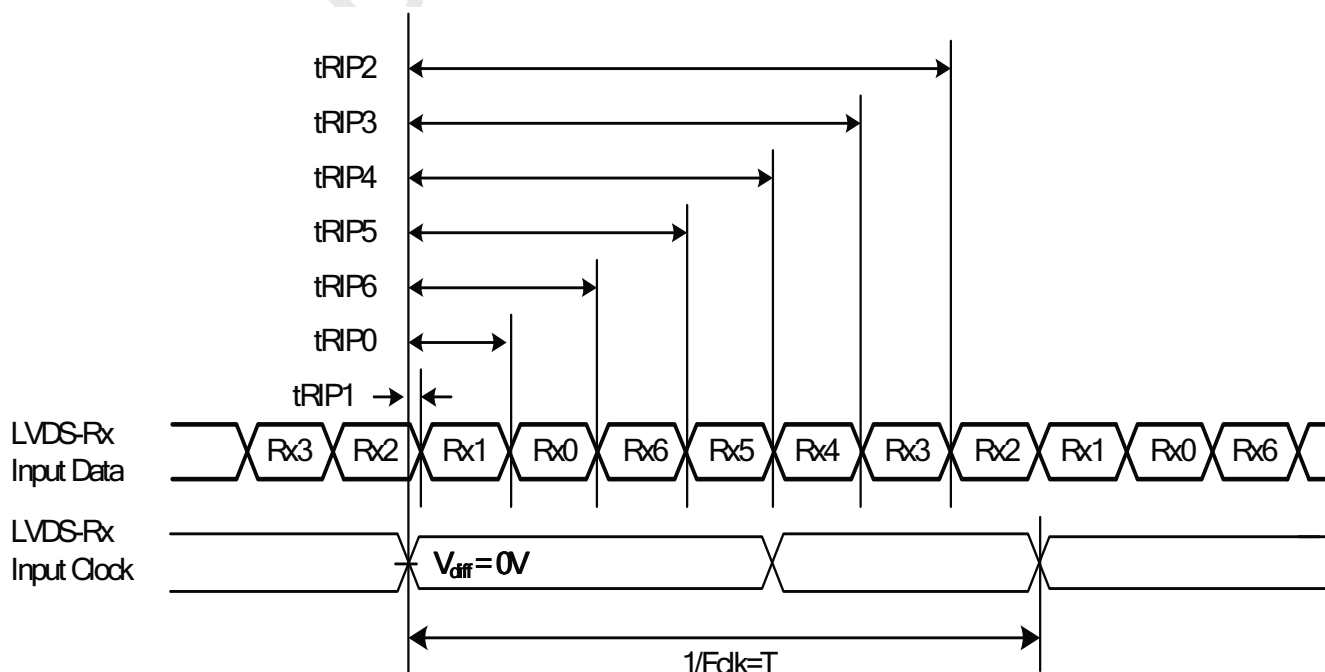 tRIP2
tRIP3
tRIP4
tRIP5
tRIP6
tRIP0
tRIP1
LVDS-Rx
Input Data
Rx3 Rx2 Rx1 Rx0 Rx6 Rx5 Rx4 Rx3 Rx2 Rx1 Rx0 Rx6
LVDS-Rx
Input Clock
Vdiff = 0V
1/Fclk=T